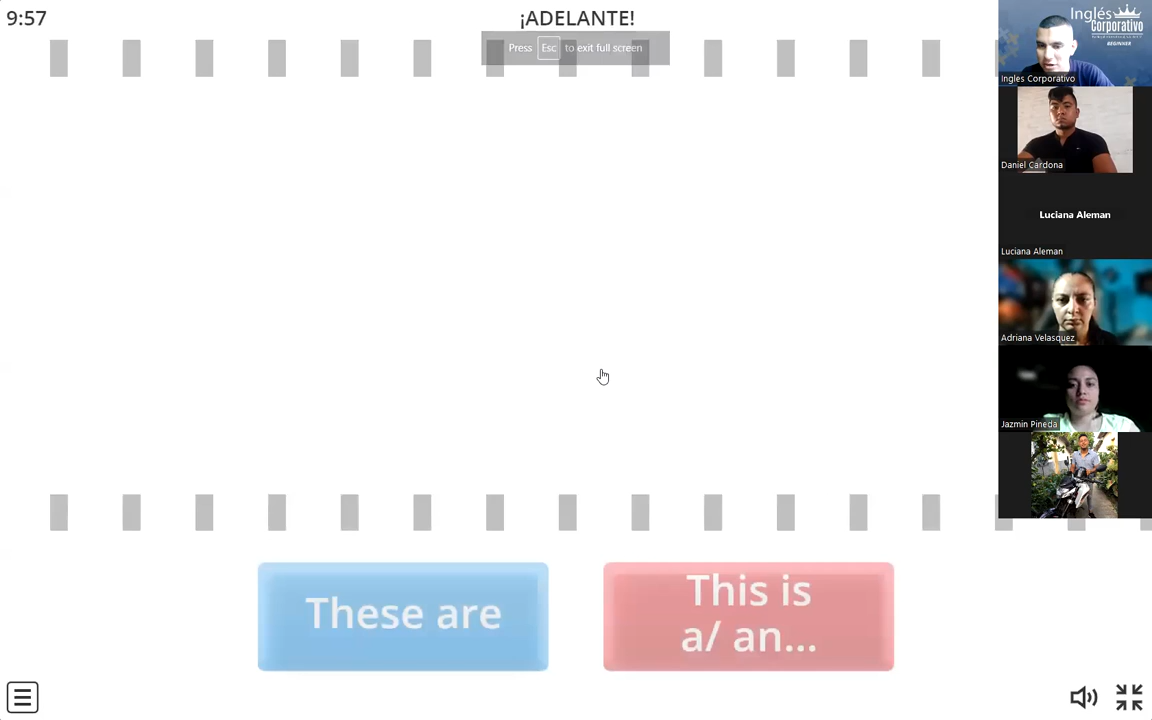 9:57
¡ADELANTE!
Press Esc to exit full screen
Inglés
Corporativo
BEGINNER
Ingles Corporativo
Daniel Cardona
Luciana Aleman
Luciana Aleman
Adriana Velasquez
Jazmin Pineda
These are
This is
a/ an...